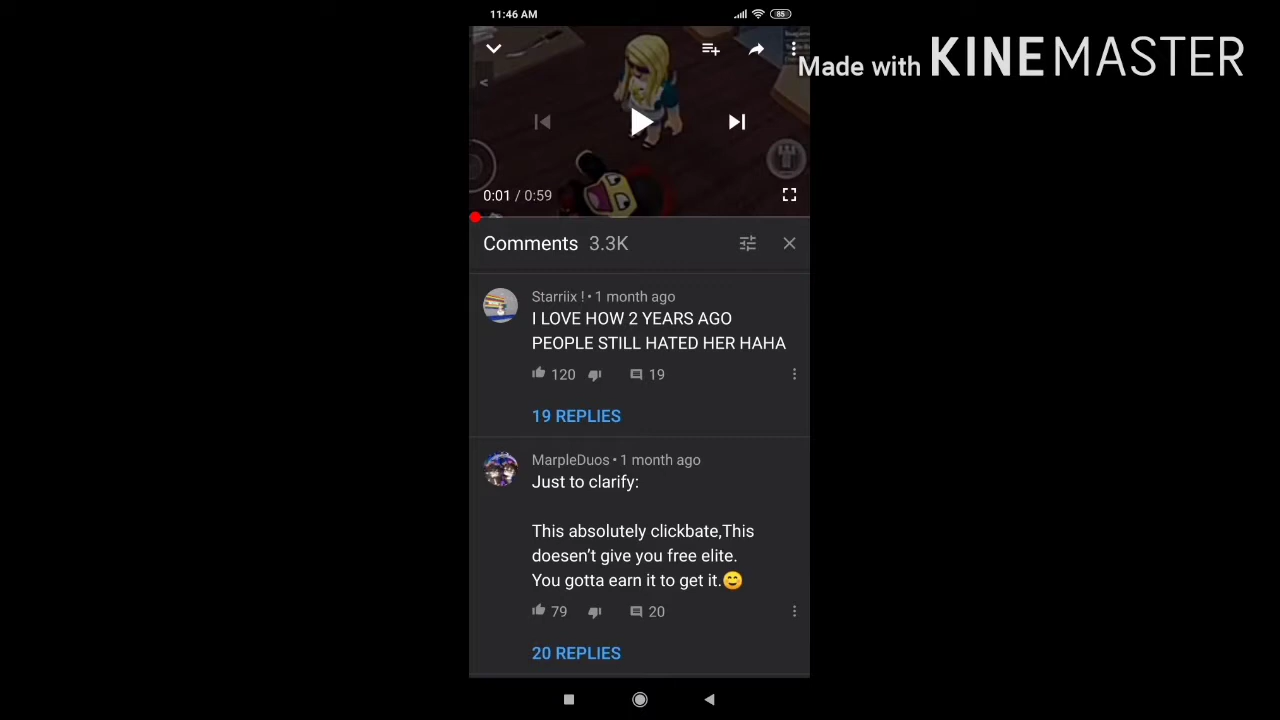 11:46 AM
85
Made with KINEMASTER
<
0:01 / 0:59
Comments 3.3K
Starriix ! • 1 month ago
I LOVE HOW 2 YEARS AGO
PEOPLE STILL HATED HER HAHA
120
19
19 REPLIES
MarpleDuos • 1 month ago
Just to clarify:
This absolutely clickbate,This
doesen't give you free elite.
You gotta earn it to get it.😊
79
20
20 REPLIES